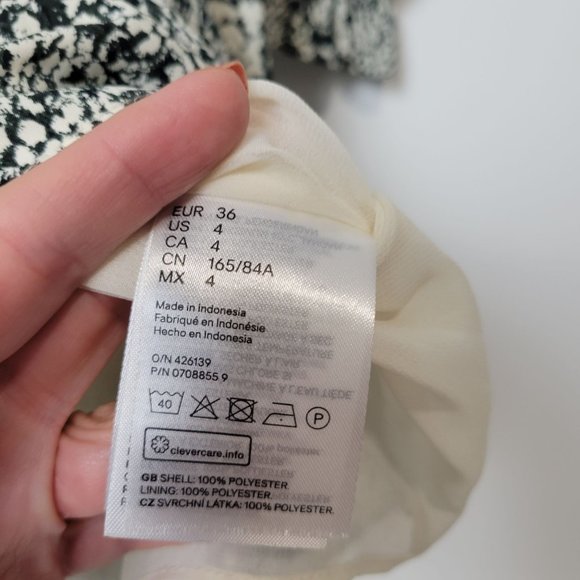 EUR 36
US 4
CA 4
CN 165/84A
MX 4
Made in Indonesia
Fabriqué en Indonésie
Hecho en Indonesia
O/N 426139
P/N 0708855 9
40
P
clevercare.info
GB SHELL: 100% POLYESTER.
LINING: 100% POLYESTER.
CZ SVRCHNÍ LÁTKA: 100% POLYESTER.